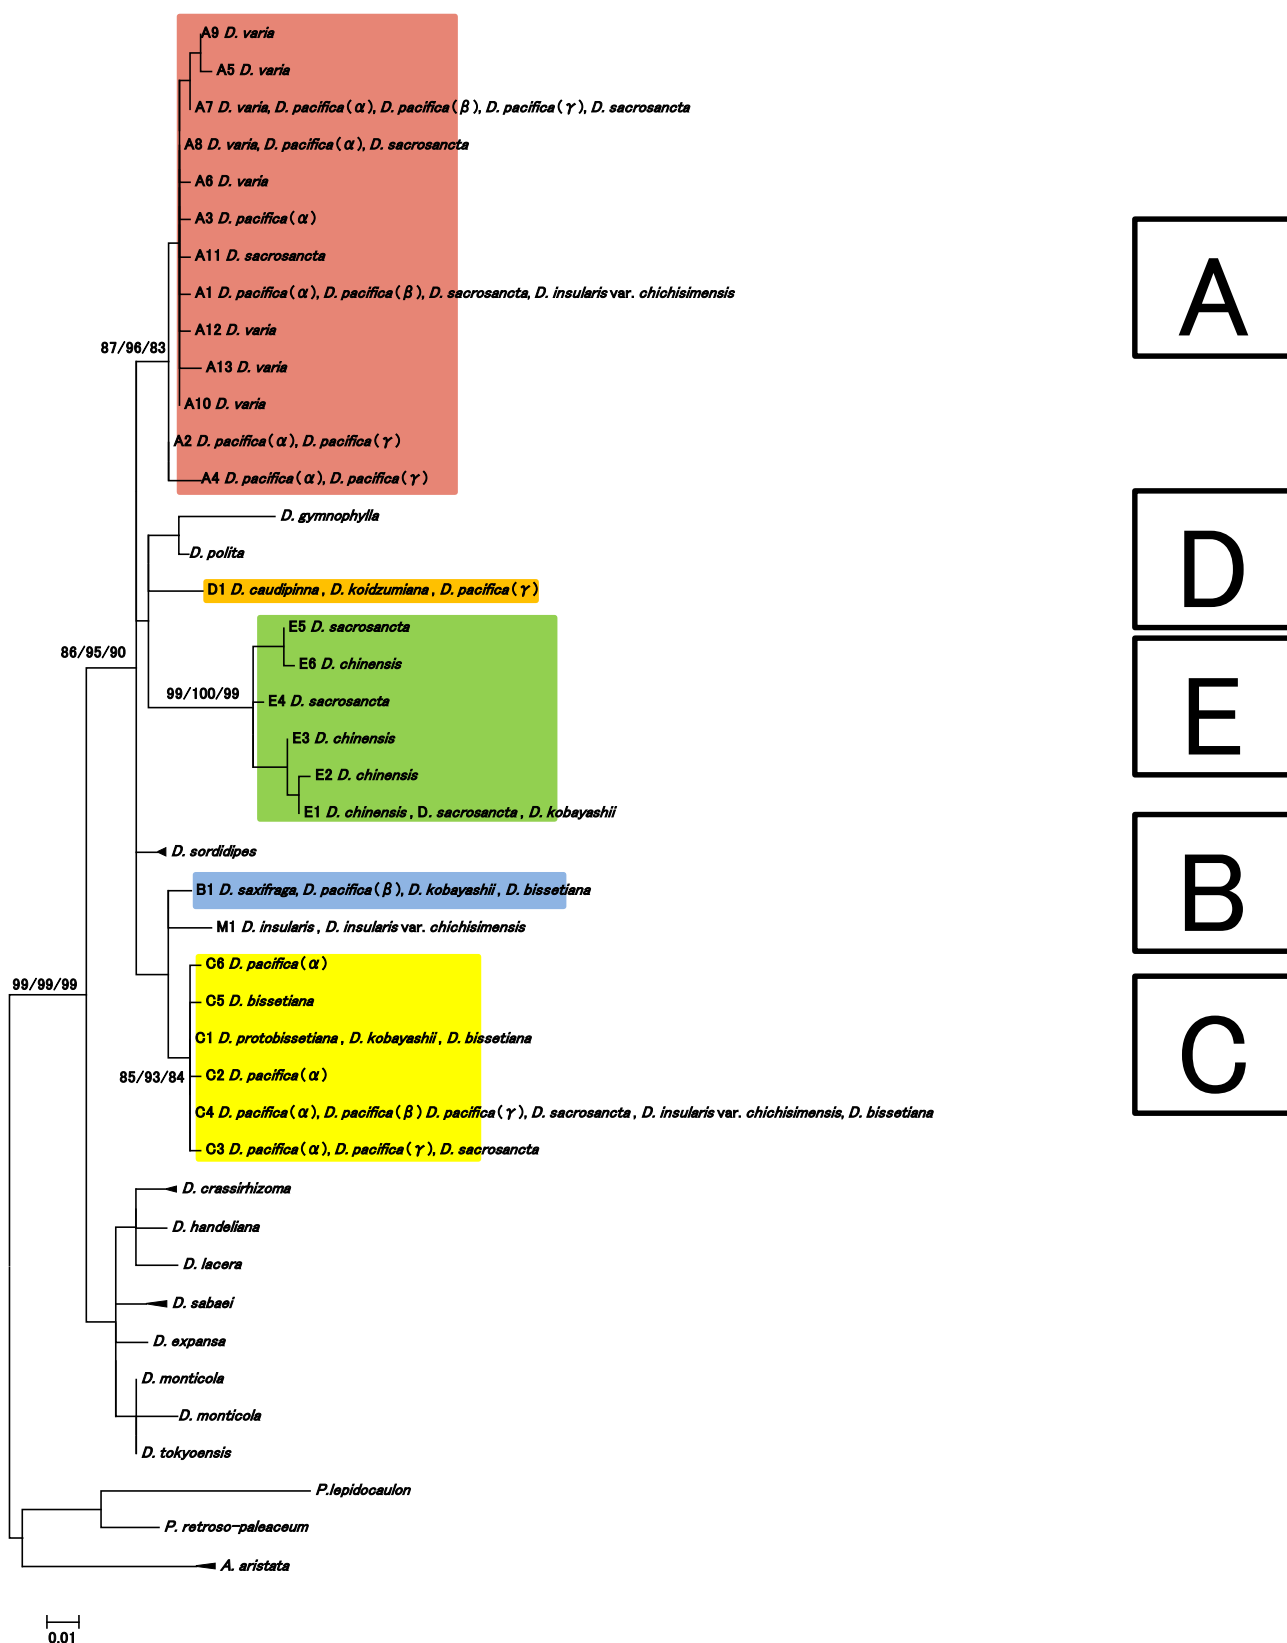 A9 D. varia
A5 D. varia
A7 D. varia, D. pacifica(α), D. pacifica(β), D. pacifica(γ), D. sacrosancta
A8 D. varia, D. pacifica(α), D. sacrosancta
A6 D. varia
A3 D. pacifica(α)
A11 D. sacrosancta
A1 D. pacifica(α), D. pacifica(β), D. sacrosancta, D. insularis var. chichisimensis
A
A12 D. varia
87/96/83
A13 D. varia
A10 D. varia
A2 D. pacifica(α), D. pacifica(γ)
A4 D. pacifica(α), D. pacifica(γ)
D. gymnophylla
D. polita
D
D1 D. caudipinna, D. koidzumiana, D. pacifica(γ)
E5 D. sacrosancta
86/95/90
E6 D. chinensis
99/100/99
E4 D. sacrosancta
E
E3 D. chinensis
E2 D. chinensis
E1 D. chinensis, D. sacrosancta, D. kobayashii
D. sordidipes
B1 D. saxifraga, D. pacifica(β), D. kobayashii, D. bissetiana
B
M1 D. insularis, D. insularis var. chichisimensis
C6 D. pacifica(α)
99/99/99
C5 D. bissetiana
C1 D. protobissetiana, D. kobayashii, D. bissetiana
C
85/93/84
C2 D. pacifica(α)
C4 D. pacifica(α), D. pacifica(β) D. pacifica(γ), D. sacrosancta, D. insularis var. chichisimensis, D. bissetiana
C3 D. pacifica(α), D. pacifica(γ), D. sacrosancta
D. crassirhizoma
D. handeliana
D. lacera
D. sabaei
D. expansa
D. monticola
D. monticola
D. tokyoensis
P.lepidocaulon
P. retroso-paleaceum
A. aristata
0.01